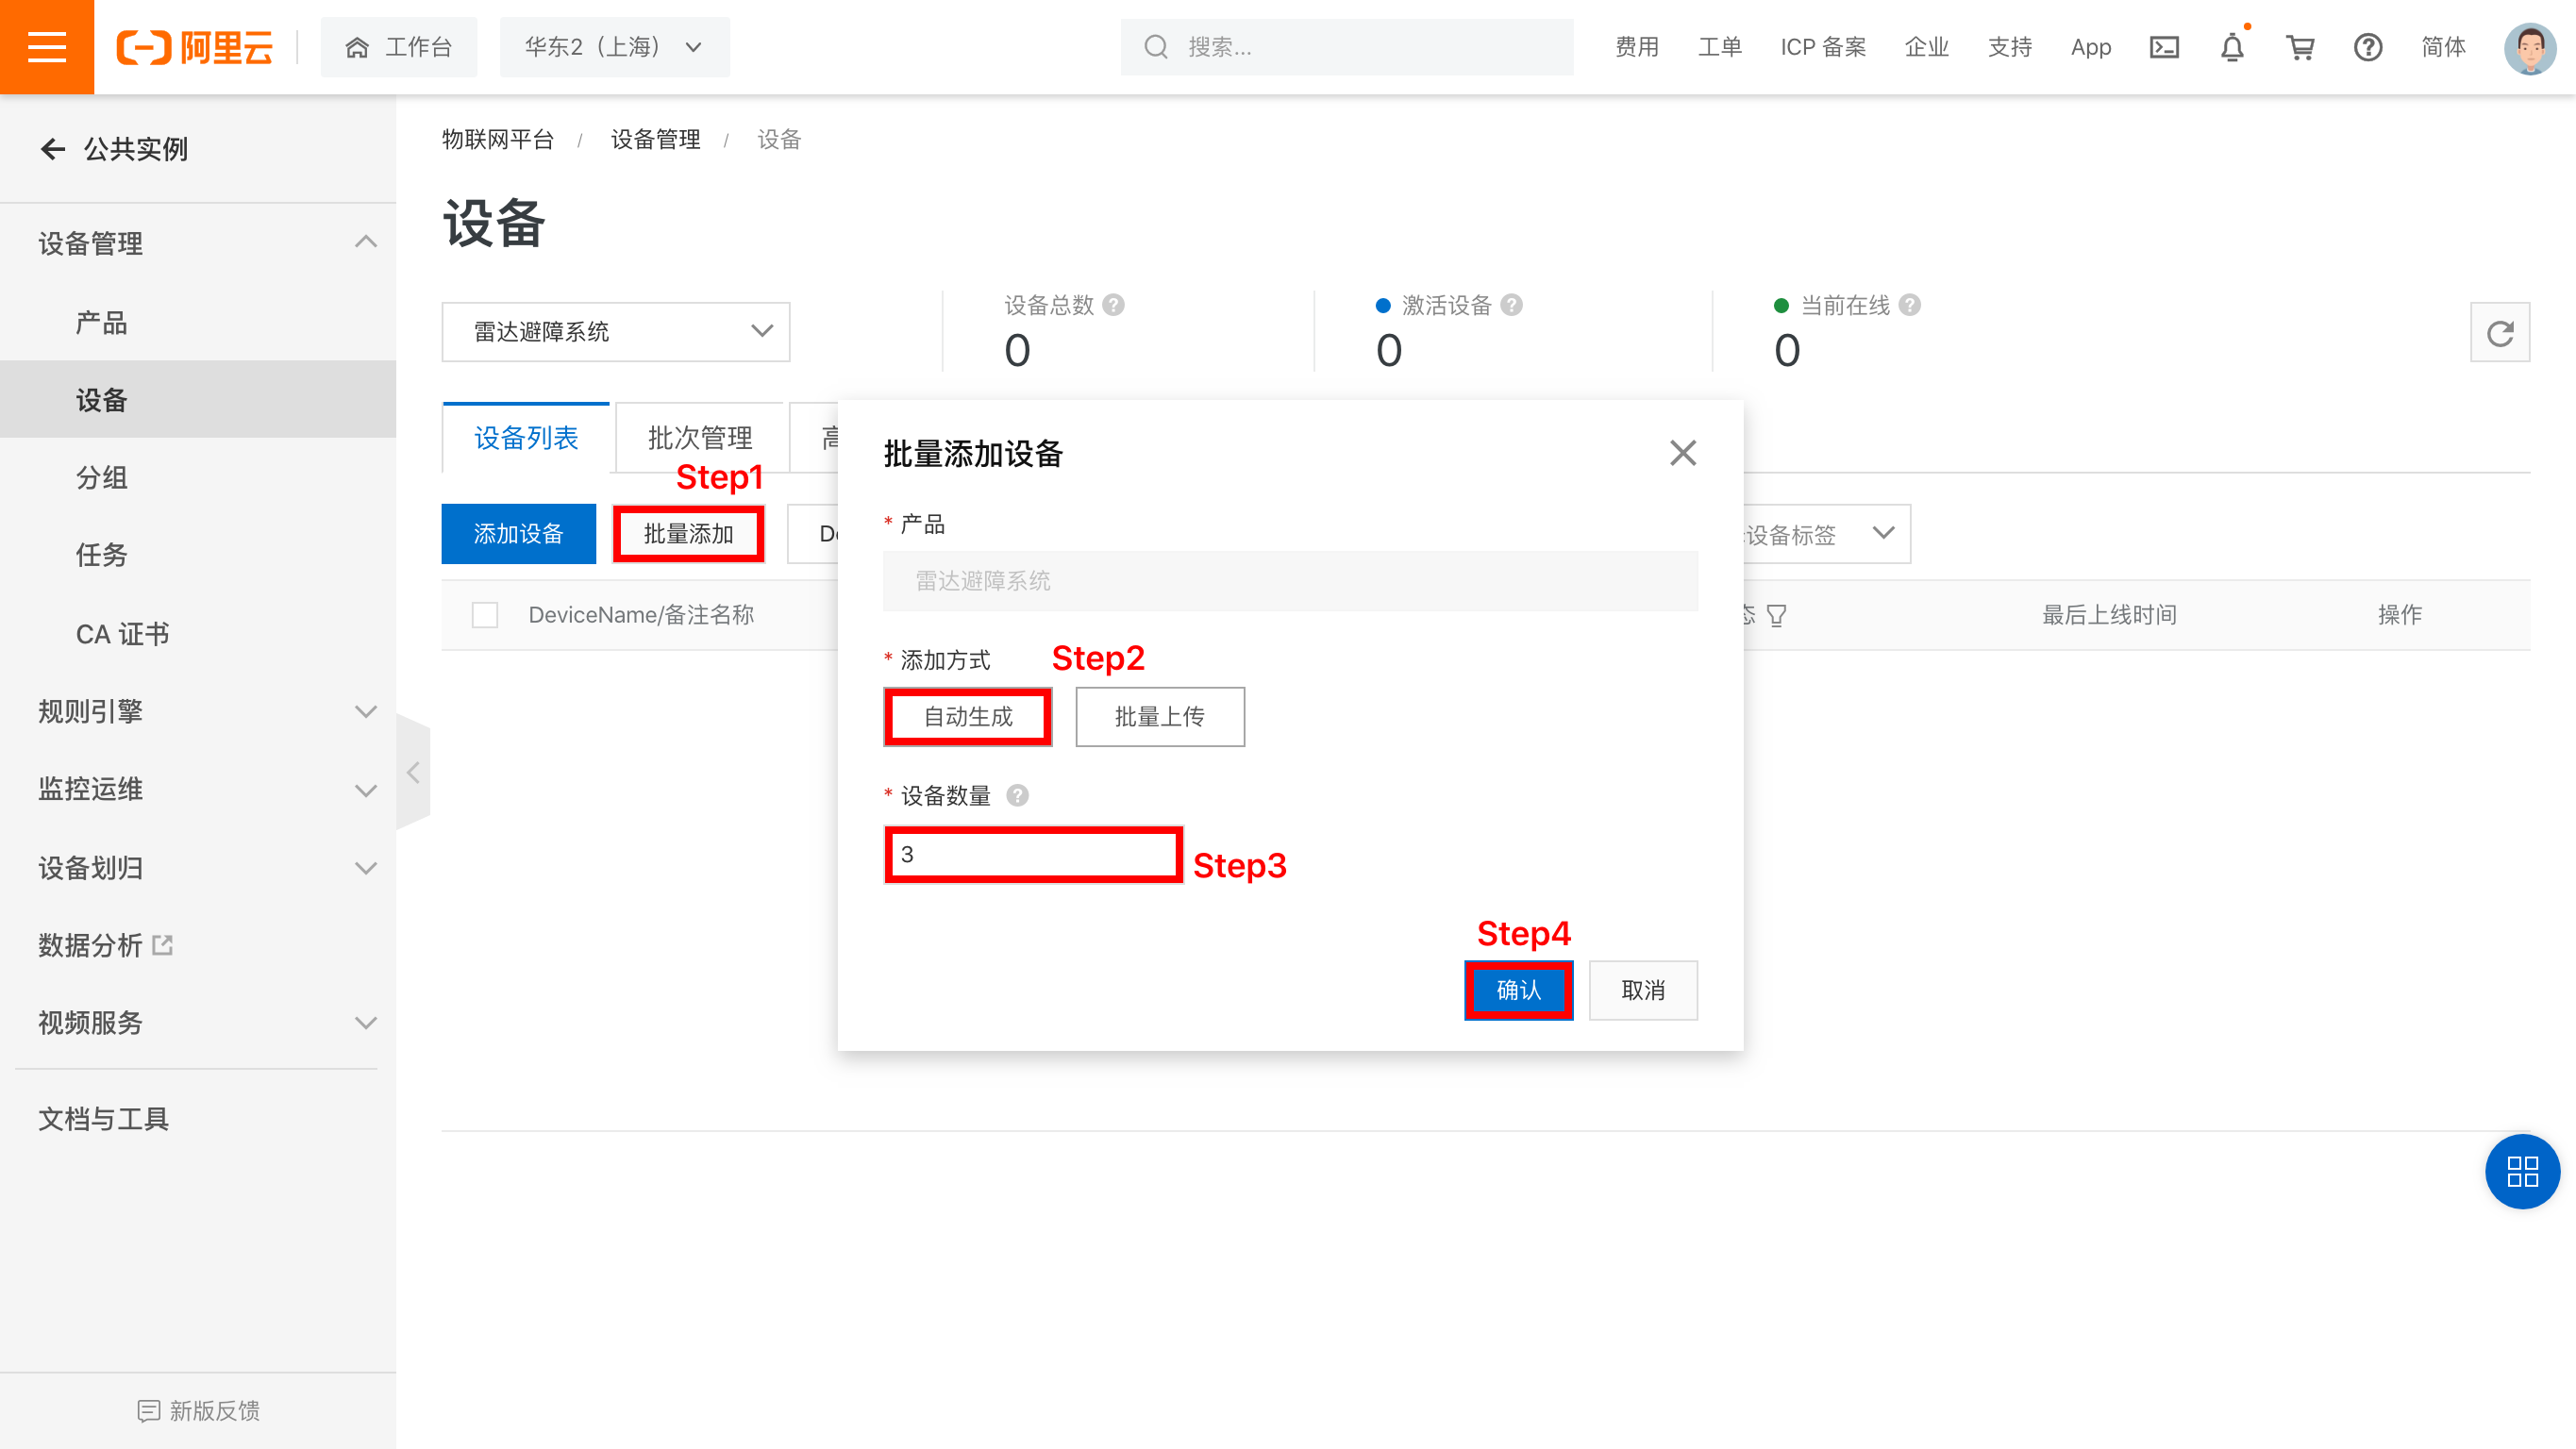 阿里云
工作台
华东2（上海）
搜索...
费用
工单
ICP 备案
企业
支持
App
简体
公共实例
设备管理
产品
设备
分组
任务
CA 证书
规则引擎
监控运维
设备划归
数据分析
视频服务
文档与工具
新版反馈
物联网平台 / 设备管理 / 设备
设备
雷达避障系统
设备总数
0
激活设备
0
当前在线
0
设备列表
批次管理
Step1
添加设备
批量添加
设备标签
DeviceName/备注名称
态
最后上线时间
操作
批量添加设备
* 产品
雷达避障系统
* 添加方式
Step2
自动生成
批量上传
* 设备数量
3
Step3
Step4
确认
取消